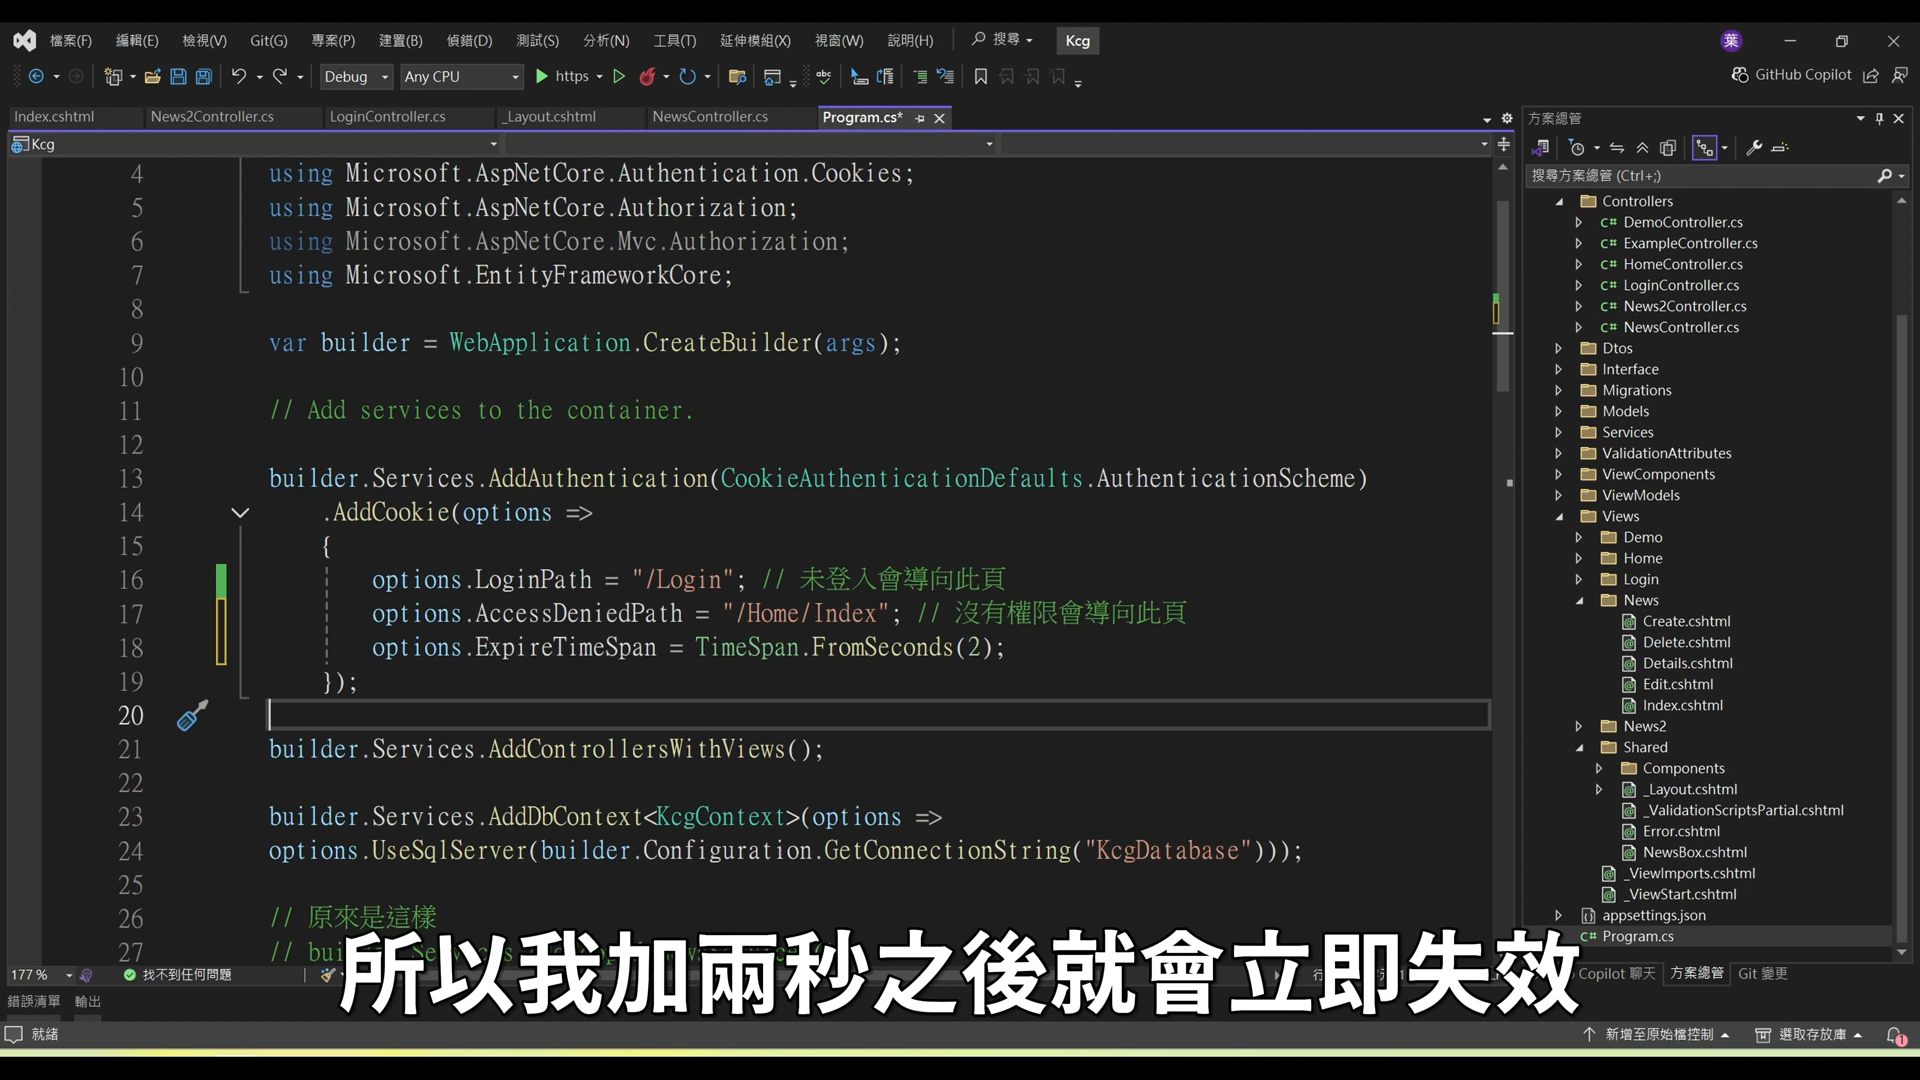 檔案(F) 編輯(E) 檢視(V) Git(G) 專案(P) 建置(B) 偵錯(D) 測試(S) 分析(N) 工具(T) 延伸模組(X) 視窗(W) 說明(H) 搜尋 Kcg 葉
Debug Any CPU https GitHub Copilot
Index.cshtml News2Controller.cs LoginController.cs _Layout.cshtml NewsController.cs Program.cs*
Kcg
4 using Microsoft.AspNetCore.Authentication.Cookies;
5 using Microsoft.AspNetCore.Authorization;
6 using Microsoft.AspNetCore.Mvc.Authorization;
7 using Microsoft.EntityFrameworkCore;
8
9 var builder = WebApplication.CreateBuilder(args);
10
11 // Add services to the container.
12
13 builder.Services.AddAuthentication(CookieAuthenticationDefaults.AuthenticationScheme)
14 .AddCookie(options =>
15 {
16 options.LoginPath = "/Login"; // 未登入會導向此頁
17 options.AccessDeniedPath = "/Home/Index"; // 沒有權限會導向此頁
18 options.ExpireTimeSpan = TimeSpan.FromSeconds(2);
19 });
20
21 builder.Services.AddControllersWithViews();
22
23 builder.Services.AddDbContext<KcgContext>(options =>
24 options.UseSqlServer(builder.Configuration.GetConnectionString("KcgDatabase")));
25
26 // 原來是這樣
27 //
方案總管
搜尋方案總管 (Ctrl+;)
Controllers
C# DemoController.cs
C# ExampleController.cs
C# HomeController.cs
C# LoginController.cs
C# News2Controller.cs
C# NewsController.cs
Dtos
Interface
Migrations
Models
Services
ValidationAttributes
ViewComponents
ViewModels
Views
Demo
Home
Login
News
Create.cshtml
Delete.cshtml
Details.cshtml
Edit.cshtml
Index.cshtml
News2
Shared
Components
_Layout.cshtml
_ValidationScriptsPartial.cshtml
Error.cshtml
NewsBox.cshtml
_ViewImports.cshtml
_ViewStart.cshtml
appsettings.json
C# Program.cs
177 % 找不到任何問題
Copilot 聊天 方案總管 Git 變更
所以我加兩秒之後就會立即失效
錯誤清單 輸出
就緒 新增至原始檔控制 選取存放庫 1